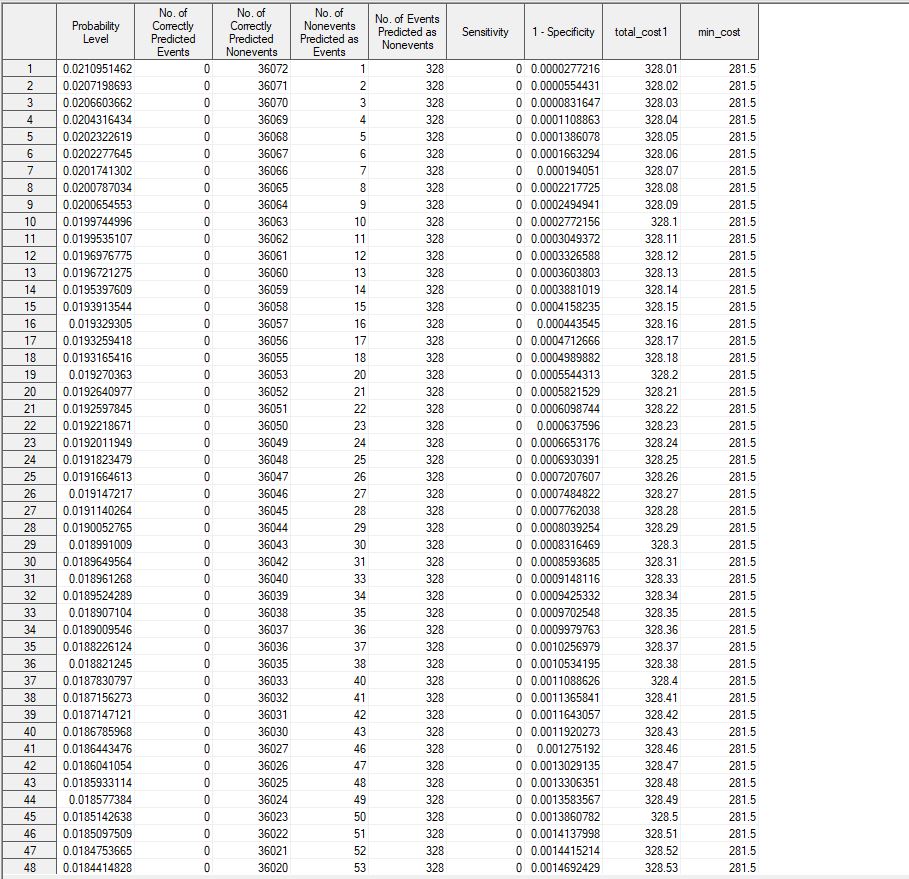 Probability Level No. of Correctly Predicted Events No. of Correctly Predicted Nonevents No. of Nonevents Predicted as Events No. of Events Predicted as Nonevents Sensitivity 1 - Specificity total_cost1 min_cost
1 0.0210951462 0 36072 1 328 0 0.0000277216 328.01 281.5
2 0.0207198693 0 36071 2 328 0 0.0000554431 328.02 281.5
3 0.0206603662 0 36070 3 328 0 0.0000831647 328.03 281.5
4 0.0204316434 0 36069 4 328 0 0.0001108863 328.04 281.5
5 0.0202322619 0 36068 5 328 0 0.0001386078 328.05 281.5
6 0.0202277645 0 36067 6 328 0 0.0001663294 328.06 281.5
7 0.0201741302 0 36066 7 328 0 0.000194051 328.07 281.5
8 0.0200787034 0 36065 8 328 0 0.0002217725 328.08 281.5
9 0.0200654553 0 36064 9 328 0 0.0002494941 328.09 281.5
10 0.0199744996 0 36063 10 328 0 0.0002772156 328.1 281.5
11 0.0199535107 0 36062 11 328 0 0.0003049372 328.11 281.5
12 0.0196976775 0 36061 12 328 0 0.0003326588 328.12 281.5
13 0.0196721275 0 36060 13 328 0 0.0003603803 328.13 281.5
14 0.0195397609 0 36059 14 328 0 0.0003881019 328.14 281.5
15 0.0193913544 0 36058 15 328 0 0.0004158235 328.15 281.5
16 0.019329305 0 36057 16 328 0 0.000443545 328.16 281.5
17 0.0193259418 0 36056 17 328 0 0.0004712666 328.17 281.5
18 0.0193165416 0 36055 18 328 0 0.0004989882 328.18 281.5
19 0.019270363 0 36053 20 328 0 0.0005544313 328.2 281.5
20 0.0192640977 0 36052 21 328 0 0.0005821529 328.21 281.5
21 0.0192597845 0 36051 22 328 0 0.0006098744 328.22 281.5
22 0.0192218671 0 36050 23 328 0 0.000637596 328.23 281.5
23 0.0192011949 0 36049 24 328 0 0.0006653176 328.24 281.5
24 0.0191823479 0 36048 25 328 0 0.0006930391 328.25 281.5
25 0.0191664613 0 36047 26 328 0 0.0007207607 328.26 281.5
26 0.019147217 0 36046 27 328 0 0.0007484822 328.27 281.5
27 0.0191140264 0 36045 28 328 0 0.0007762038 328.28 281.5
28 0.0190052765 0 36044 29 328 0 0.0008039254 328.29 281.5
29 0.018991009 0 36043 30 328 0 0.0008316469 328.3 281.5
30 0.0189649564 0 36042 31 328 0 0.0008593685 328.31 281.5
31 0.018961268 0 36040 33 328 0 0.0009148116 328.33 281.5
32 0.0189524289 0 36039 34 328 0 0.0009425332 328.34 281.5
33 0.018907104 0 36038 35 328 0 0.0009702548 328.35 281.5
34 0.0189009546 0 36037 36 328 0 0.0009979763 328.36 281.5
35 0.0188226124 0 36036 37 328 0 0.0010256979 328.37 281.5
36 0.018821245 0 36035 38 328 0 0.0010534195 328.38 281.5
37 0.0187830797 0 36033 40 328 0 0.0011088626 328.4 281.5
38 0.0187156273 0 36032 41 328 0 0.0011365841 328.41 281.5
39 0.0187147121 0 36031 42 328 0 0.0011643057 328.42 281.5
40 0.0186785968 0 36030 43 328 0 0.0011920273 328.43 281.5
41 0.0186443476 0 36027 46 328 0 0.001275192 328.46 281.5
42 0.0186041054 0 36026 47 328 0 0.0013029135 328.47 281.5
43 0.0185933114 0 36025 48 328 0 0.0013306351 328.48 281.5
44 0.018577384 0 36024 49 328 0 0.0013583567 328.49 281.5
45 0.0185142638 0 36023 50 328 0 0.0013860782 328.5 281.5
46 0.0185097509 0 36022 51 328 0 0.0014137998 328.51 281.5
47 0.0184753665 0 36021 52 328 0 0.0014415214 328.52 281.5
48 0.0184414828 0 36020 53 328 0 0.0014692429 328.53 281.5